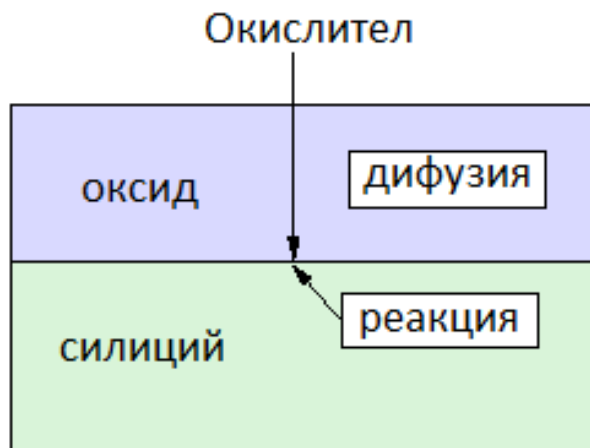 Окислител
оксид
дифузия
реакция
силиций